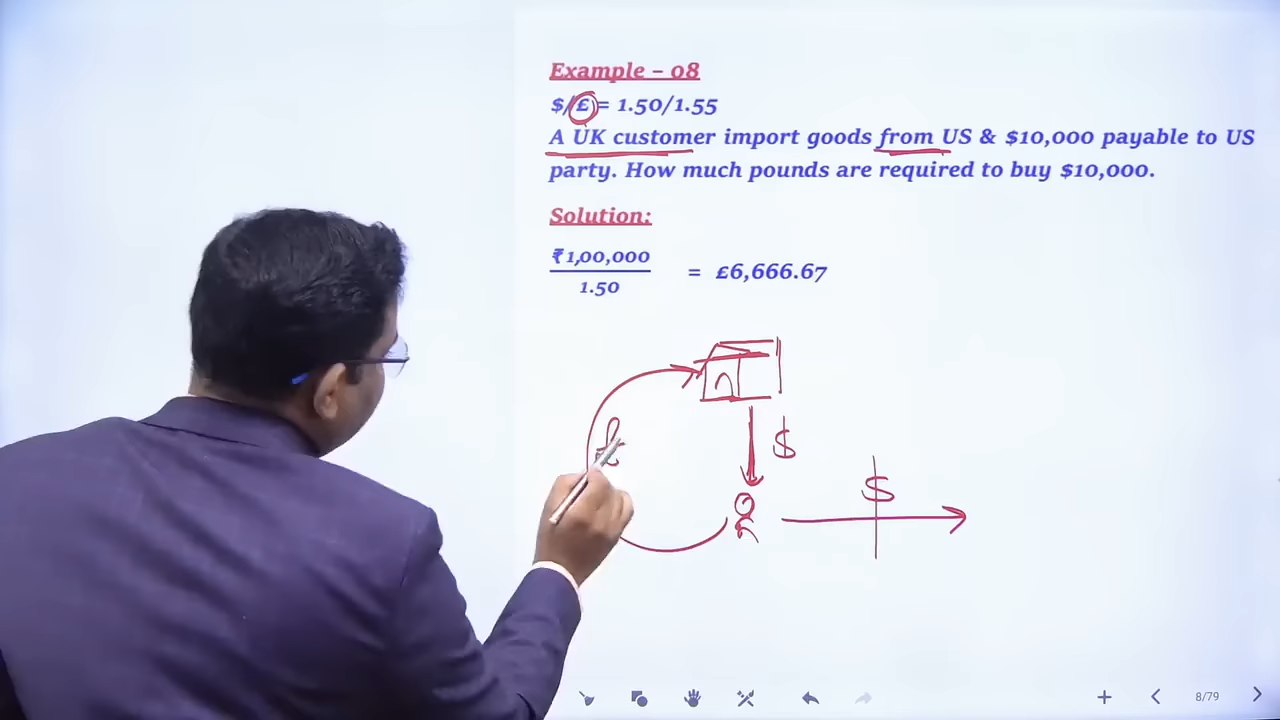 Example – 08
$/£ = 1.50/1.55
A UK customer import goods from US & $10,000 payable to US
party. How much pounds are required to buy $10,000.
Solution:
₹1,00,000
1.50
= £6,666.67
$
£
$
8/79